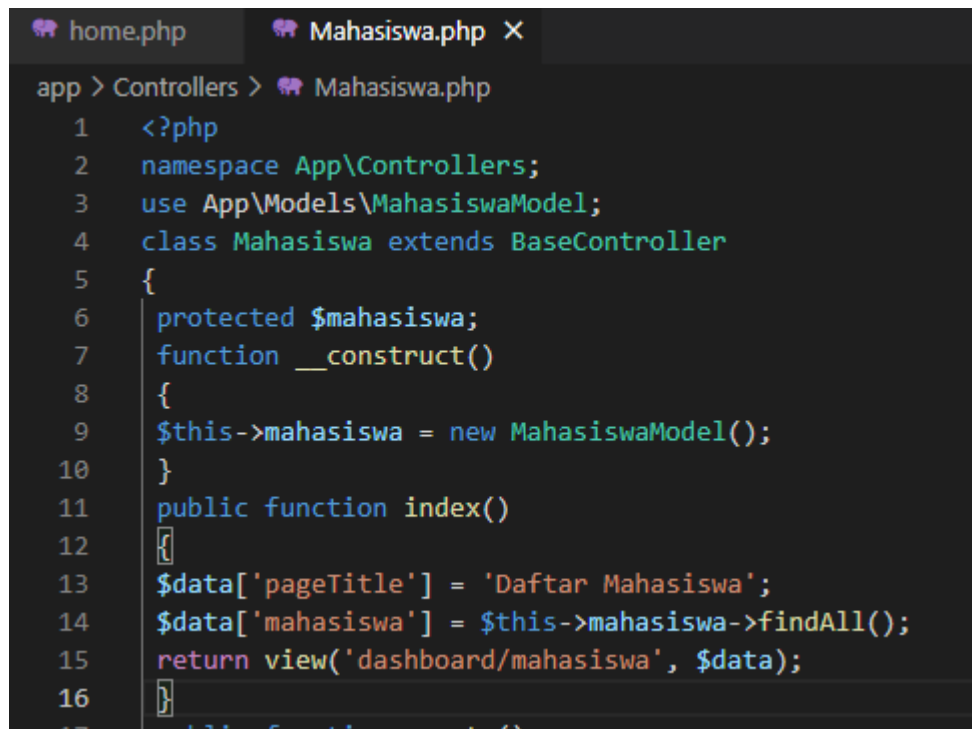 home.php Mahasiswa.php
app > Controllers > Mahasiswa.php
1 <?php
2 namespace App\Controllers;
3 use App\Models\MahasiswaModel;
4 class Mahasiswa extends BaseController
5 {
6 protected $mahasiswa;
7 function __construct()
8 {
9 $this->mahasiswa = new MahasiswaModel();
10 }
11 public function index()
12 {
13 $data['pageTitle'] = 'Daftar Mahasiswa';
14 $data['mahasiswa'] = $this->mahasiswa->findAll();
15 return view('dashboard/mahasiswa', $data);
16 }